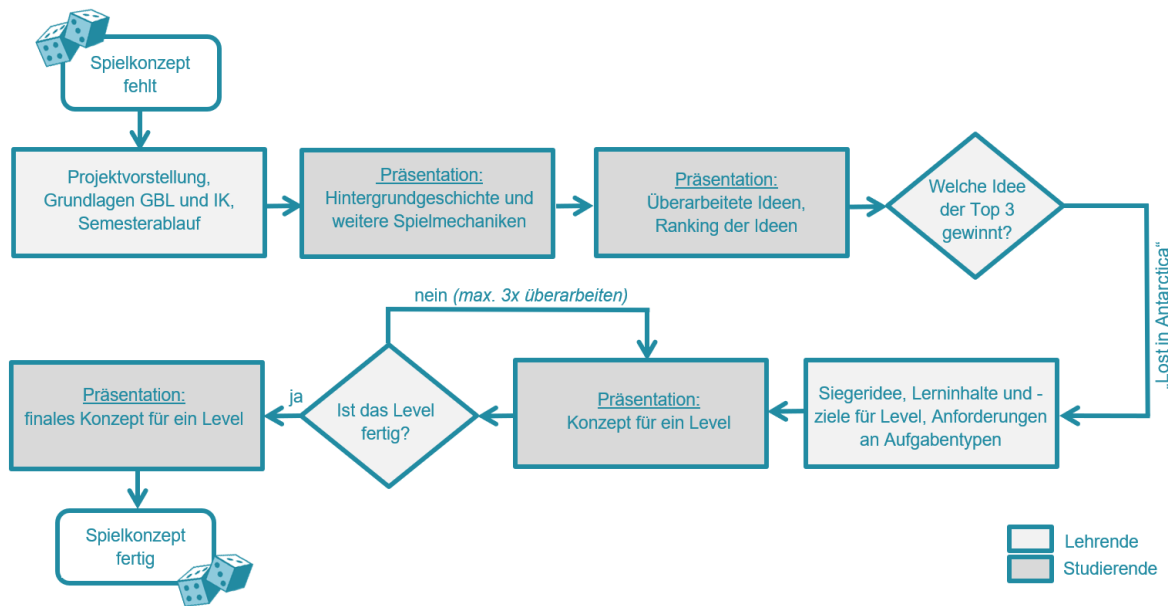 Spielkonzept
fehlt
Projektvorstellung,
Grundlagen GBL und IK,
Semesterablauf
Präsentation:
Hintergrundgeschichte und
weitere Spielmechaniken
Präsentation:
Überarbeitete Ideen,
Ranking der Ideen
Welche Idee
der Top 3
gewinnt?
„Lost in Antarctica“
Siegeridee, Lerninhalte und -
ziele für Level, Anforderungen
an Aufgabentypen
Präsentation:
Konzept für ein Level
nein (max. 3x überarbeiten)
Ist das Level
fertig?
ja
Präsentation:
finales Konzept für ein Level
Spielkonzept
fertig
Lehrende
Studierende